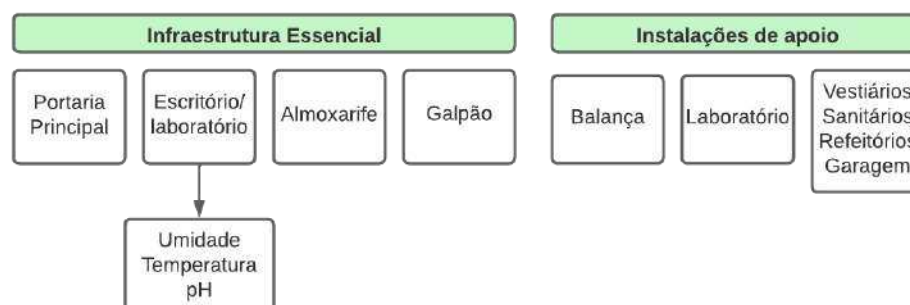 Infraestrutura Essencial
Instalações de apoio
Portaria
Principal
Escritório/
laboratório
Almoxarife
Galpão
Balança
Laboratório
Vestiários
Sanitários
Refeitórios
Garagem
Umidade
Temperatura
pH